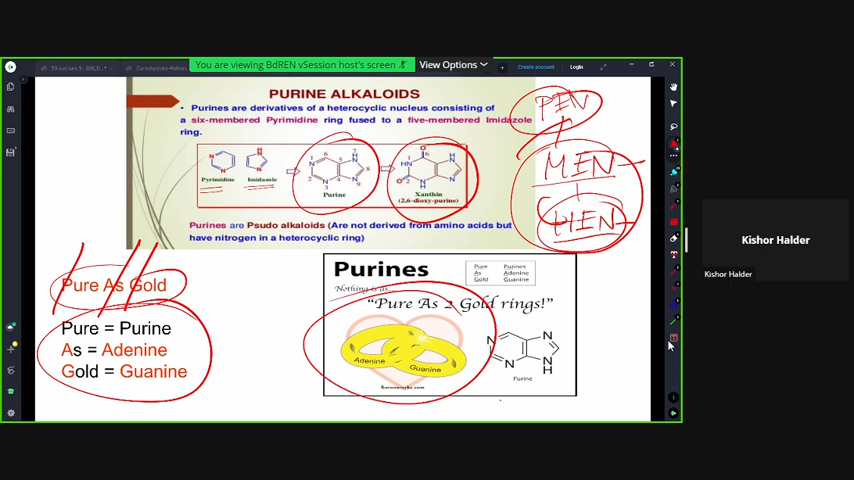 You are viewing BdREN vSession host's screen
View Options
Create account
Login
PURINE ALKALOIDS
• Purines are derivatives of a heterocyclic nucleus consisting of
a six-membered Pyrimidine ring fused to a five-membered Imidazole
ring.
Pyrimidine
Imidazole
Purine
Xanthin
(2,6-dioxy-purine)
Purines are Psudo alkaloids (Are not derived from amino acids but
have nitrogen in a heterocyclic ring)
PEN
MEN
HEN
Pure As Gold
Pure = Purine
As = Adenine
Gold = Guanine
Purines
Pure Purines
As Adenine
Gold Guanine
Nothing is as
"Pure As 2 Gold rings!"
Adenine
Guanine
Purine
Kishor Halder
Kishor Halder